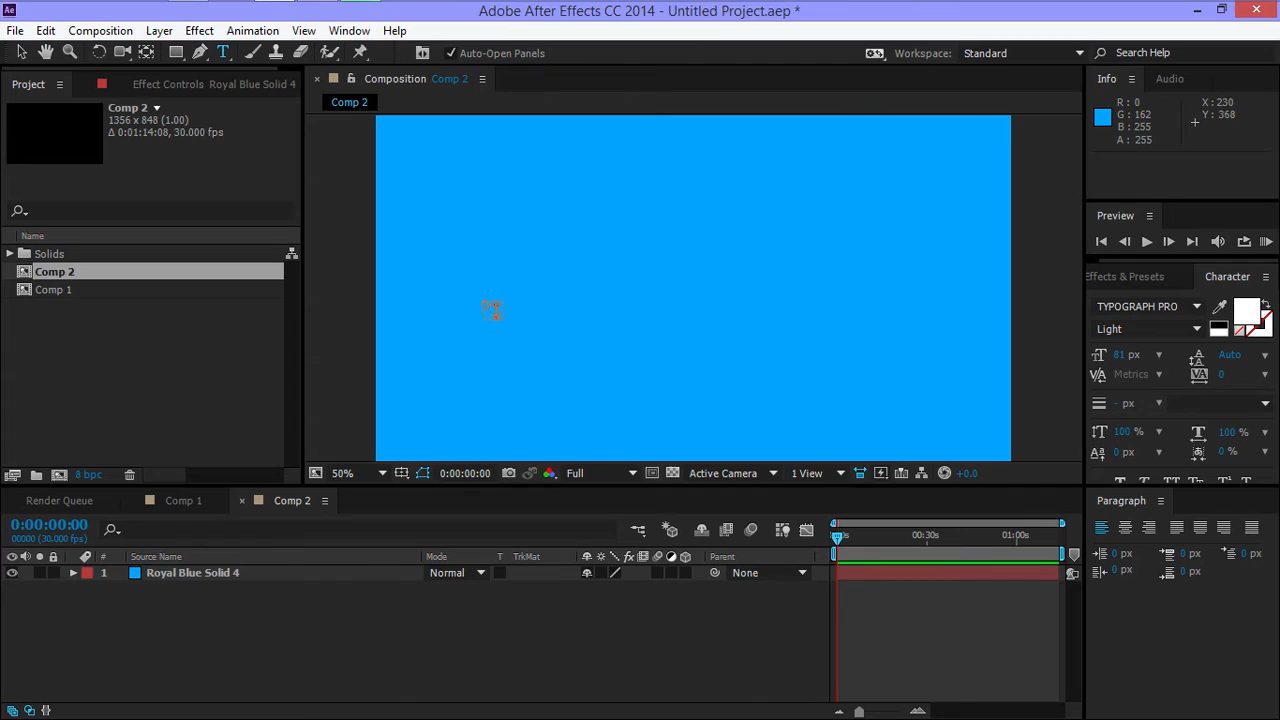 Ae
Adobe After Effects CC 2014 - Untitled Project.aep *
File Edit Composition Layer Effect Animation View Window Help
T Auto-Open Panels Workspace: Standard Search Help
Project Effect Controls Royal Blue Solid 4
Composition Comp 2
Info Audio
Comp 2
1356 x 848 (1.00)
Δ 0:01:14:08, 30.000 fps
Comp 2
R: 0
G: 162
B: 255
A: 255
X: 230
Y: 368
Preview
Name
Solids
Comp 2
Comp 1
Effects & Presets Character
TYPOGRAPH PRO
Light
81 px Auto
Metrics 0
- px
100 % 100 %
0 px 0 %
8 bpc
50% 0:00:00:00 Full Active Camera 1 View +0.0
Render Queue Comp 1 Comp 2
Paragraph
0:00:00:00
00000 (30.000 fps)
00:30s 01:00s
# Source Name Mode T TrkMat fx Parent
0 px 0 px 0 px
0 px 0 px
1 Royal Blue Solid 4 Normal None